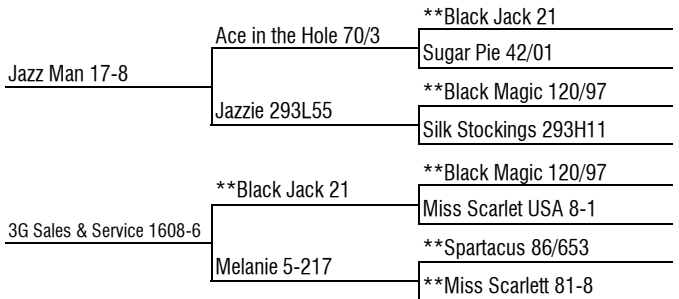 **Black Jack 21
Ace in the Hole 70/3
Sugar Pie 42/01
Jazz Man 17-8
**Black Magic 120/97
Jazzie 293L55
Silk Stockings 293H11
**Black Magic 120/97
**Black Jack 21
Miss Scarlet USA 8-1
3G Sales & Service 1608-6
**Spartacus 86/653
Melanie 5-217
**Miss Scarlett 81-8